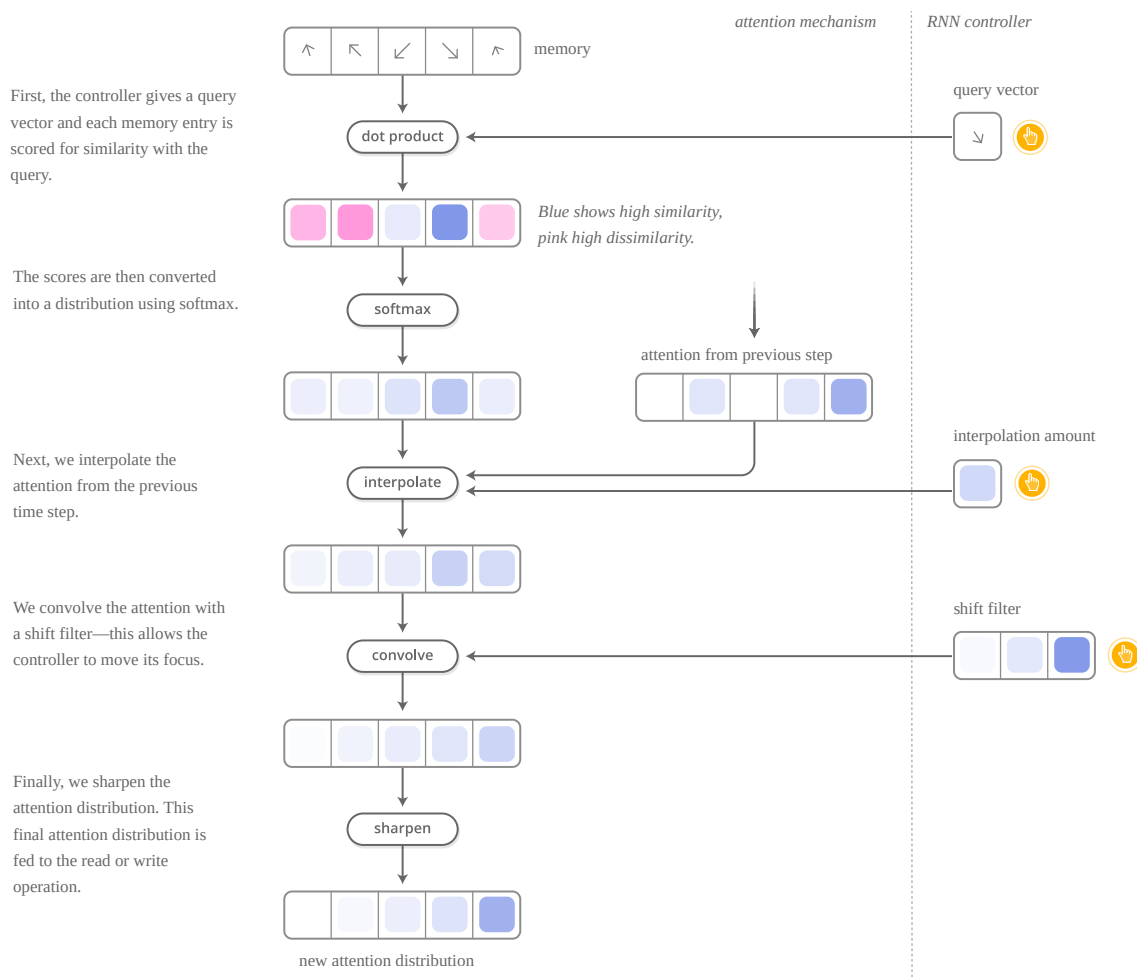 attention mechanism
RNN controller
memory
First, the controller gives a query
vector and each memory entry is
scored for similarity with the
query.
query vector
dot product
Blue shows high similarity,
pink high dissimilarity.
The scores are then converted
into a distribution using softmax.
softmax
attention from previous step
Next, we interpolate the
attention from the previous
time step.
interpolation amount
interpolate
We convolve the attention with
a shift filter—this allows the
controller to move its focus.
shift filter
convolve
Finally, we sharpen the
attention distribution. This
final attention distribution is
fed to the read or write
operation.
sharpen
new attention distribution